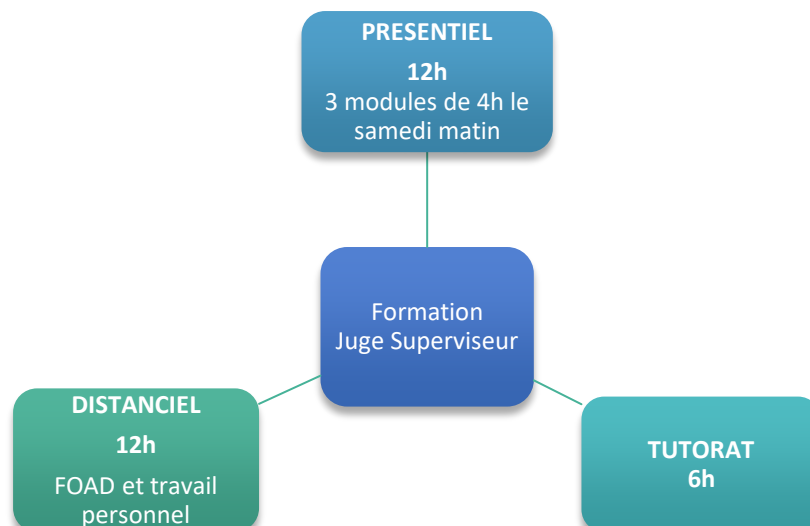 PRESENTIEL
12h
3 modules de 4h le
samedi matin
Formation
Juge Superviseur
DISTANCIEL
12h
FOAD et travail
personnel
TUTORAT
6h